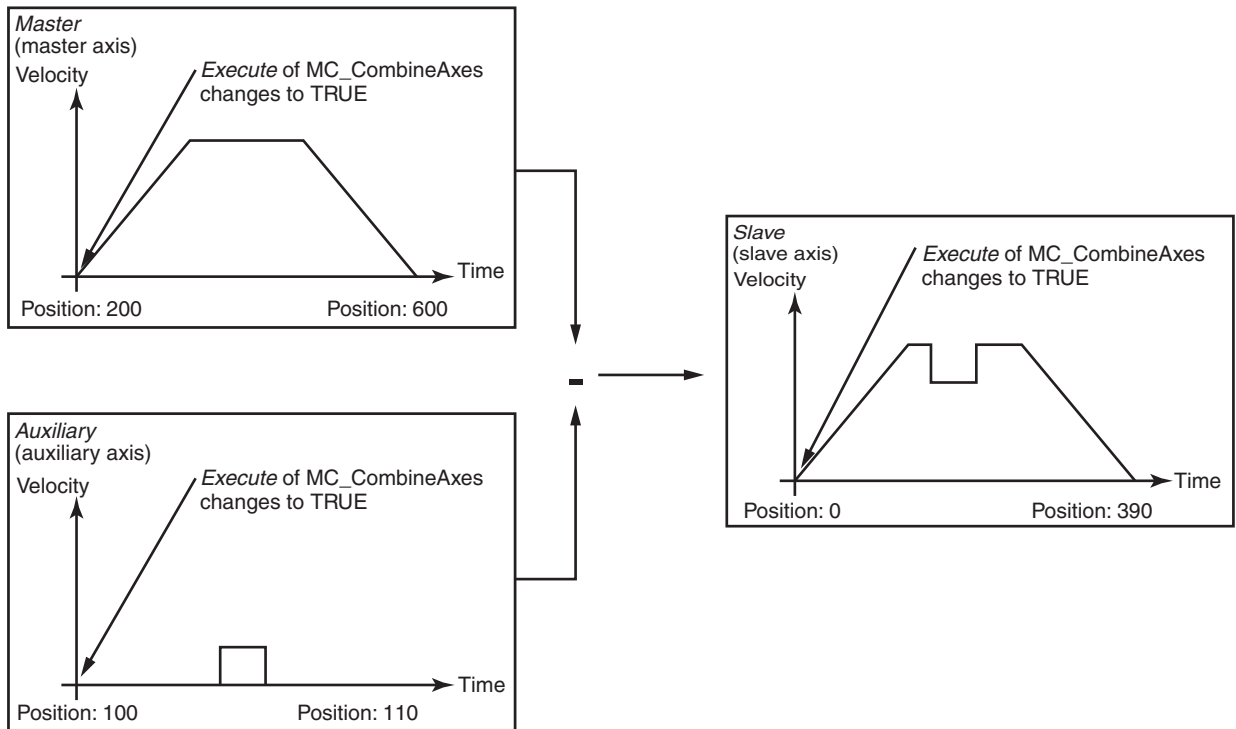 Master
(master axis)
Velocity
Execute of MC_CombineAxes
changes to TRUE
Time
Position: 200
Position: 600
-
Auxiliary
(auxiliary axis)
Velocity
Execute of MC_CombineAxes
changes to TRUE
Time
Position: 100
Position: 110
Slave
(slave axis)
Velocity
Execute of MC_CombineAxes
changes to TRUE
Time
Position: 0
Position: 390